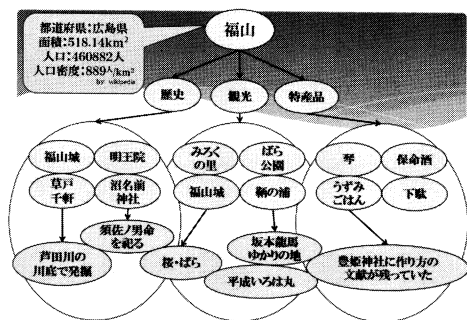 都道府県:広島県
面積:518.14km²
人口:460882人
人口密度:889人/km²
by wikipedia
福山
歴史
観光
特産品
福山城
明王院
草戸
千軒
沼名前
神社
須佐ノ男命
を祀る
芦田川の
川底で発掘
みろく
の里
ばら
公園
福山城
鞆の浦
桜・ばら
坂本龍馬
ゆかりの地
平成いろは丸
琴
保命酒
うずみ
ごはん
下駄
豊姫神社に作り方の
文献が残っていた